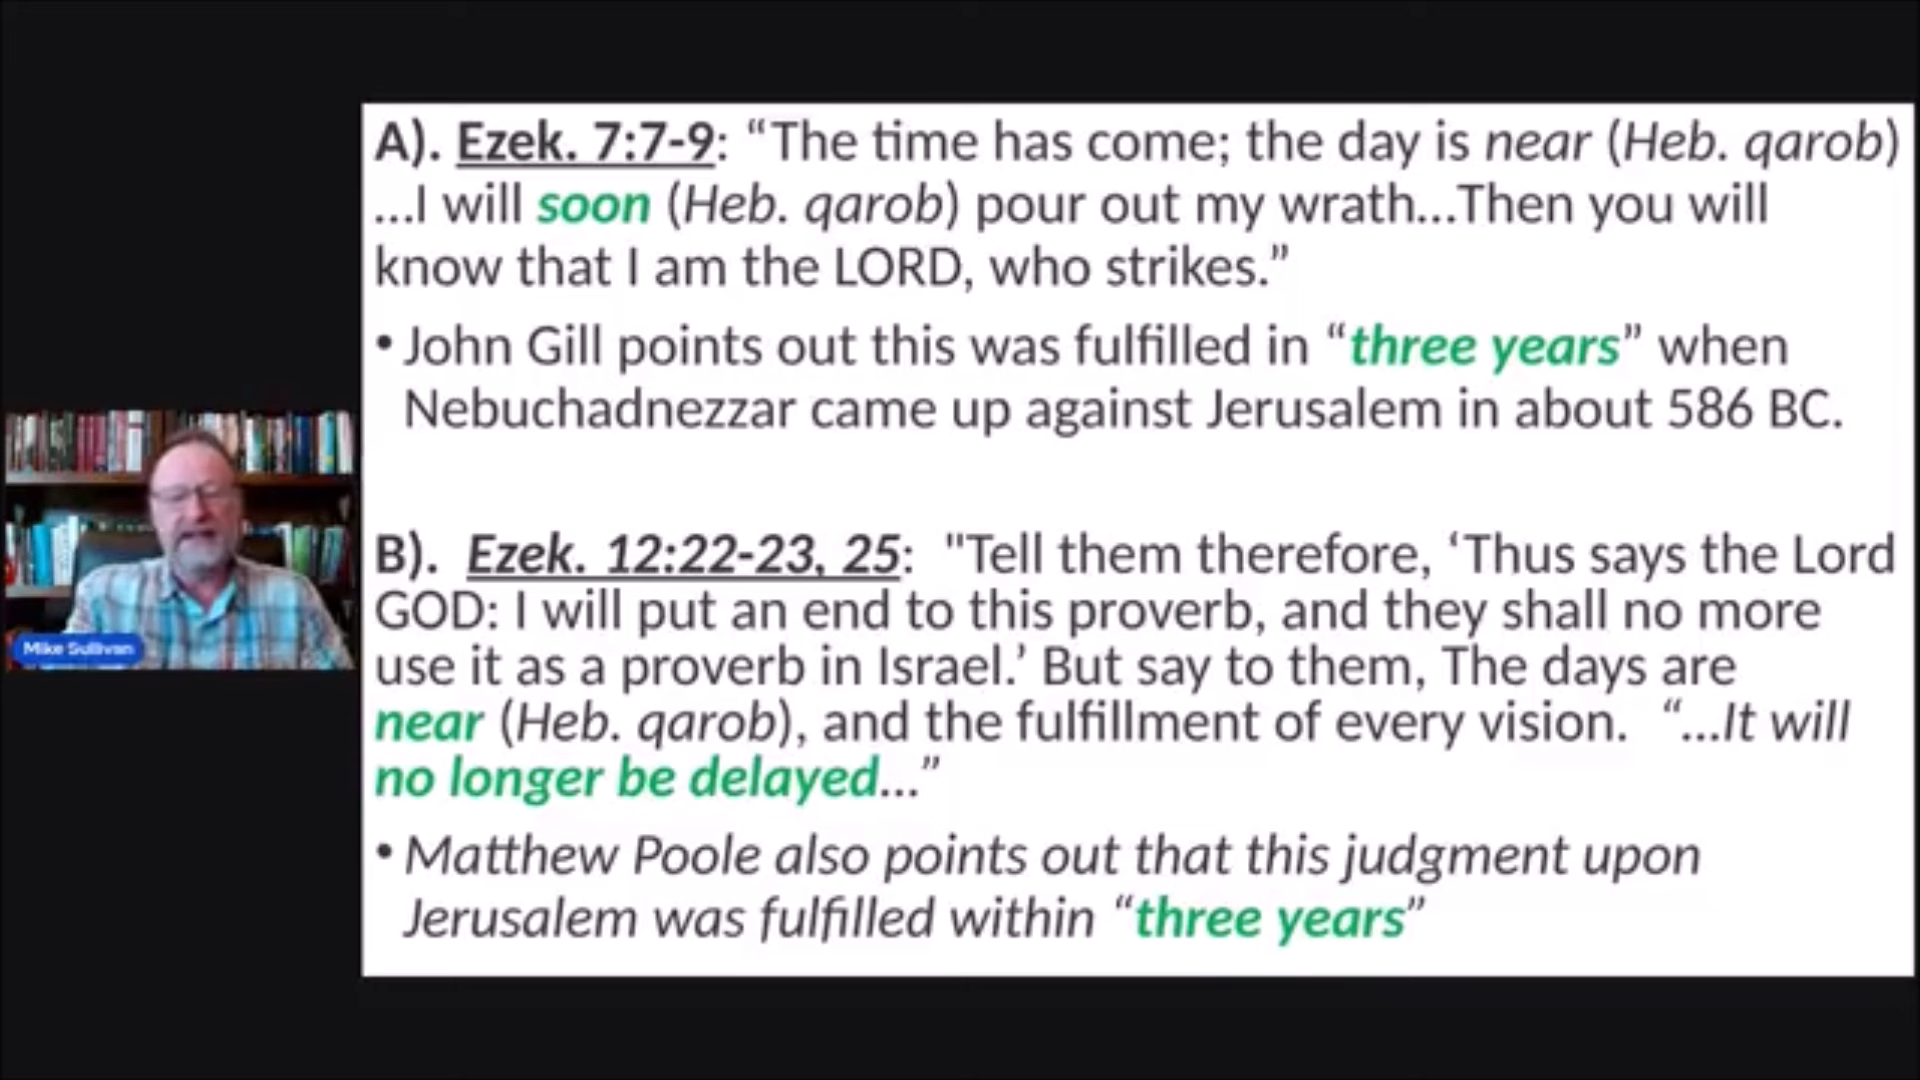 A). Ezek. 7:7-9: “The time has come; the day is near (Heb. qarob)
…I will soon (Heb. qarob) pour out my wrath…Then you will
know that I am the LORD, who strikes.”
• John Gill points out this was fulfilled in “three years” when
Nebuchadnezzar came up against Jerusalem in about 586 BC.
B). Ezek. 12:22-23, 25: "Tell them therefore, ‘Thus says the Lord
GOD: I will put an end to this proverb, and they shall no more
use it as a proverb in Israel.’ But say to them, The days are
near (Heb. qarob), and the fulfillment of every vision. “…It will
no longer be delayed…”
• Matthew Poole also points out that this judgment upon
Jerusalem was fulfilled within “three years”
Mike Sullivan